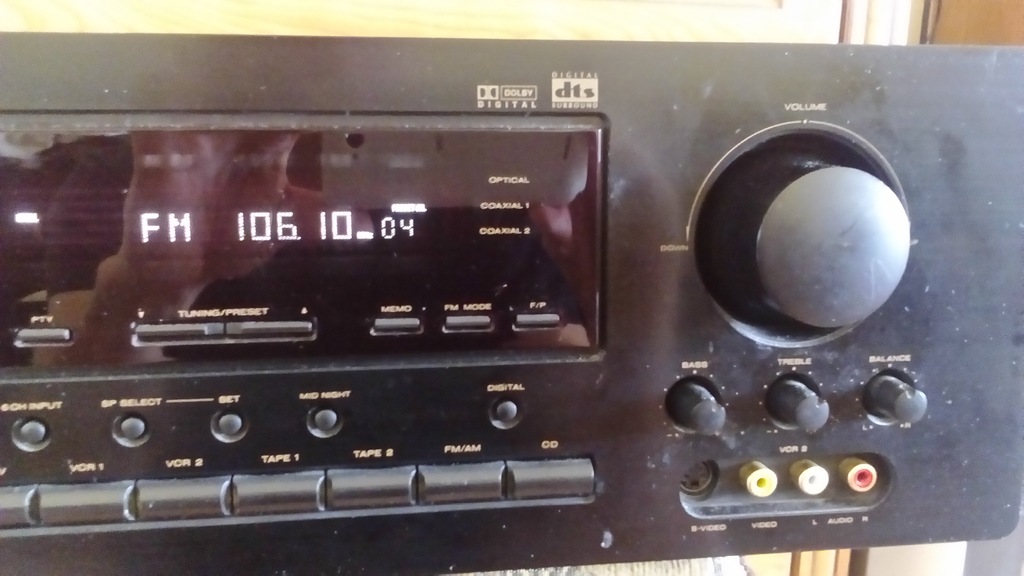 DOLBY DIGITAL
DIGITAL dts SURROUND
VOLUME
DOWN
OPTICAL
COAXIAL 1
COAXIAL 2
FM 106.10 04
PTY
TUNING/PRESET
MEMO
FM MODE
F/P
BASS
TREBLE
BALANCE
6CH INPUT
SP SELECT
SET
MID NIGHT
DIGITAL
VCR 1
VCR 2
TAPE 1
TAPE 2
FM/AM
CD
VCR 2
S-VIDEO
VIDEO
L AUDIO R